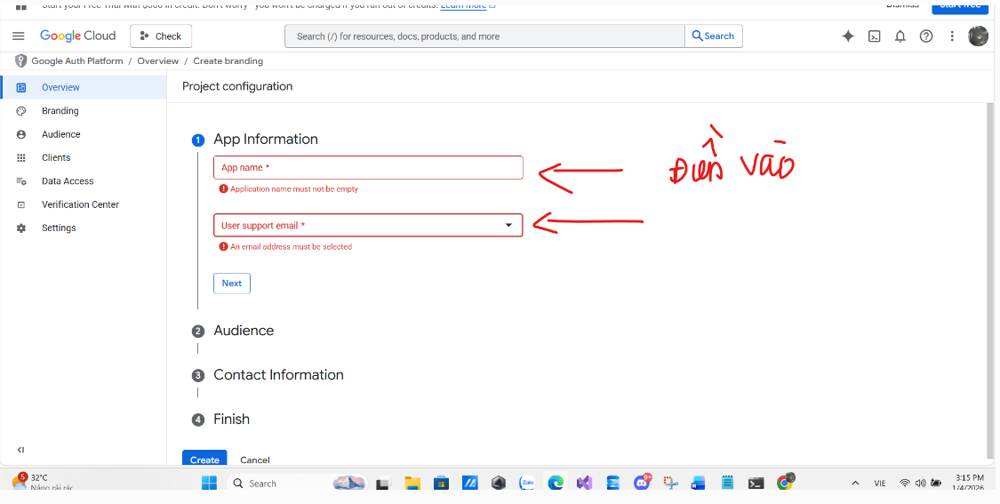 Start your Free Trial with $300 in credit. Don't worry—you won't be charged if you run out of credits. Learn more
Dismiss
Start free
Google Cloud
Check
Search (/) for resources, docs, products, and more
Search
Google Auth Platform / Overview / Create branding
Overview
Branding
Audience
Clients
Data Access
Verification Center
Settings
Project configuration
1 App Information
App name *
Application name must not be empty
User support email *
An email address must be selected
Next
Điền vào
2 Audience
3 Contact Information
4 Finish
Create
Cancel
5
32°C
Nắng rải rác
Search
Zalo
VIE
3:15 PM
1/4/2026